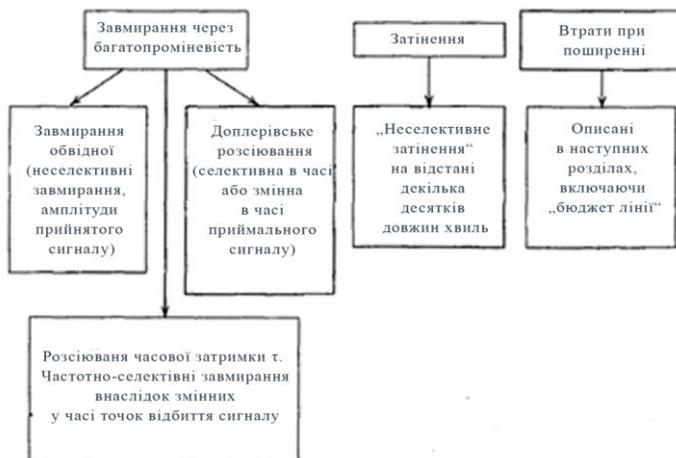 Завмирання через
багатопроміневість
Затінення
Втрати при
поширенні
Завмирання
обвідної
(неселективні
завмирання,
амплітуди
прийнятого
сигналу)
Доплерівське
розсіювання
(селективна в часі
або змінна
в часі
приймального
сигналу)
„Неселективне
затінення“
на відстані
декілька
десятків
довжин хвиль
Описані
в наступних
розділах,
включаючи
„бюджет лінії“
Розсіюваня часової затримки τ.
Частотно-селектівні завмирання
внаслідок змінних
у часі точок відбиття сигналу